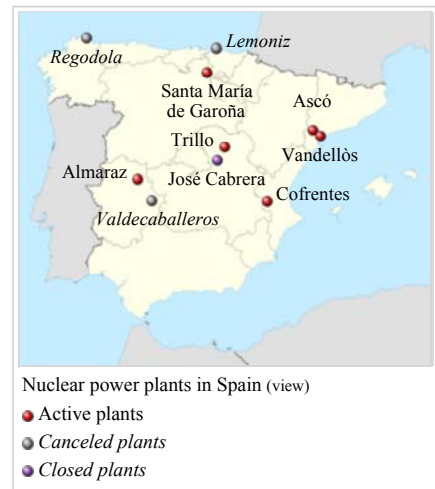 Regodola
Lemoniz
Santa María
de Garoña
Ascó
Trillo
Vandellòs
Almaraz
José Cabrera
Cofrentes
Valdecaballeros
Nuclear power plants in Spain (view)
Active plants
Canceled plants
Closed plants